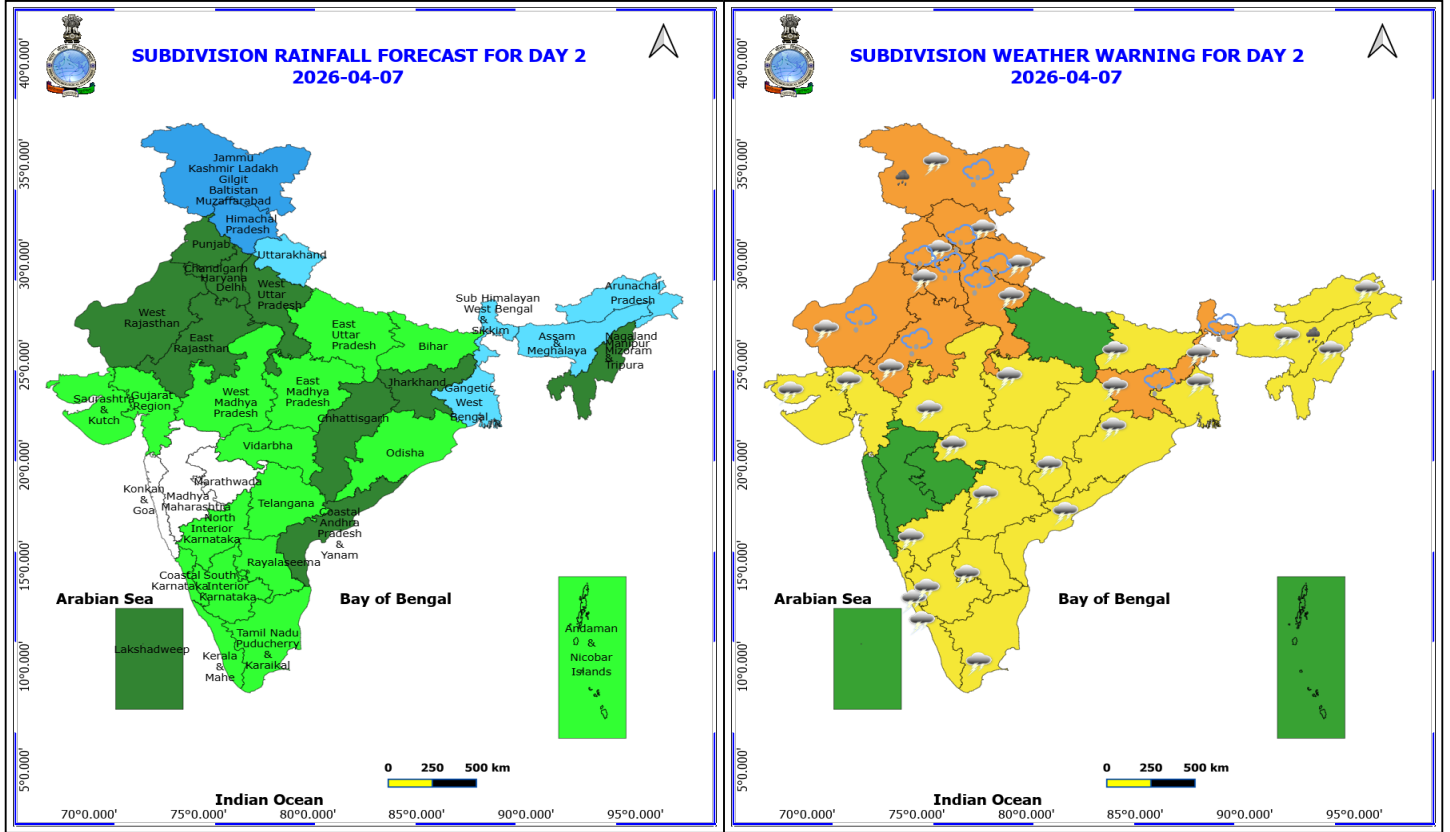 SUBDIVISION RAINFALL FORECAST FOR DAY 2
2026-04-07
40°0.000'
35°0.000'
30°0.000'
25°0.000'
20°0.000'
15°0.000'
10°0.000'
5°0.000'
Jammu
Kashmir Ladakh
Gilgit
Baltistan
Muzaffarabad
Himachal
Pradesh
Punjab
Uttarakhand
Chandigarh
Haryana
Delhi
West
Uttar
Pradesh
West
Rajasthan
East
Rajasthan
East
Uttar
Pradesh
Bihar
Sub Himalayan
West Bengal
&
Sikkim
Arunachal
Pradesh
Assam
&
Meghalaya
Nagaland
Manipur
Mizoram
&
Tripura
Saurashtra
&
Kutch
Gujarat
Region
West
Madhya
Pradesh
East
Madhya
Pradesh
Jharkhand
Gangetic
West
Bengal
Chhattisgarh
Vidarbha
Odisha
Konkan
&
Goa
Madhya
Maharashtra
Marathwada
Telangana
North
Interior
Karnataka
Coastal
Andhra
Pradesh
&
Yanam
Rayalaseema
Coastal
Karnataka
South
Interior
Karnataka
Arabian Sea
Bay of Bengal
Lakshadweep
Kerala
&
Mahe
Tamil Nadu
Puducherry
&
Karaikal
Andaman
&
Nicobar
Islands
0 250 500 km
Indian Ocean
70°0.000' 75°0.000' 80°0.000' 85°0.000' 90°0.000' 95°0.000'
SUBDIVISION WEATHER WARNING FOR DAY 2
2026-04-07
40°0.000'
35°0.000'
30°0.000'
25°0.000'
20°0.000'
15°0.000'
10°0.000'
5°0.000'
Arabian Sea
Bay of Bengal
0 250 500 km
Indian Ocean
70°0.000' 75°0.000' 80°0.000' 85°0.000' 90°0.000' 95°0.000'